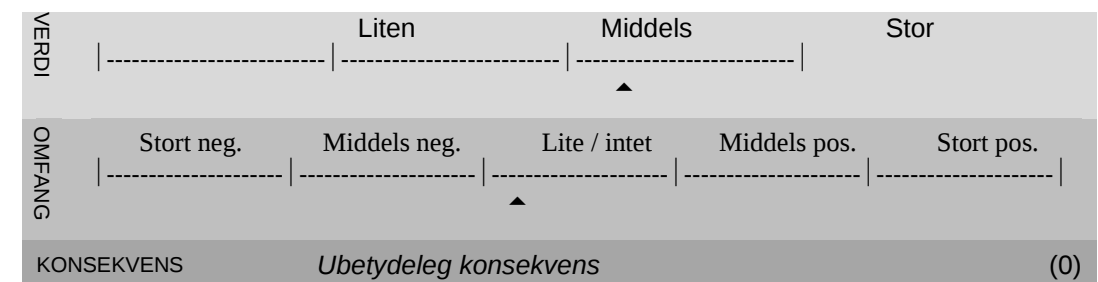 VERDI
Liten Middels Stor
|--------------------------|--------------------------|--------------------------|
OMFANG
Stort neg. Middels neg. Lite / intet Middels pos. Stort pos.
|---------------------|---------------------|---------------------|---------------------|---------------------|
KONSEKVENS Ubetydeleg konsekvens (0)